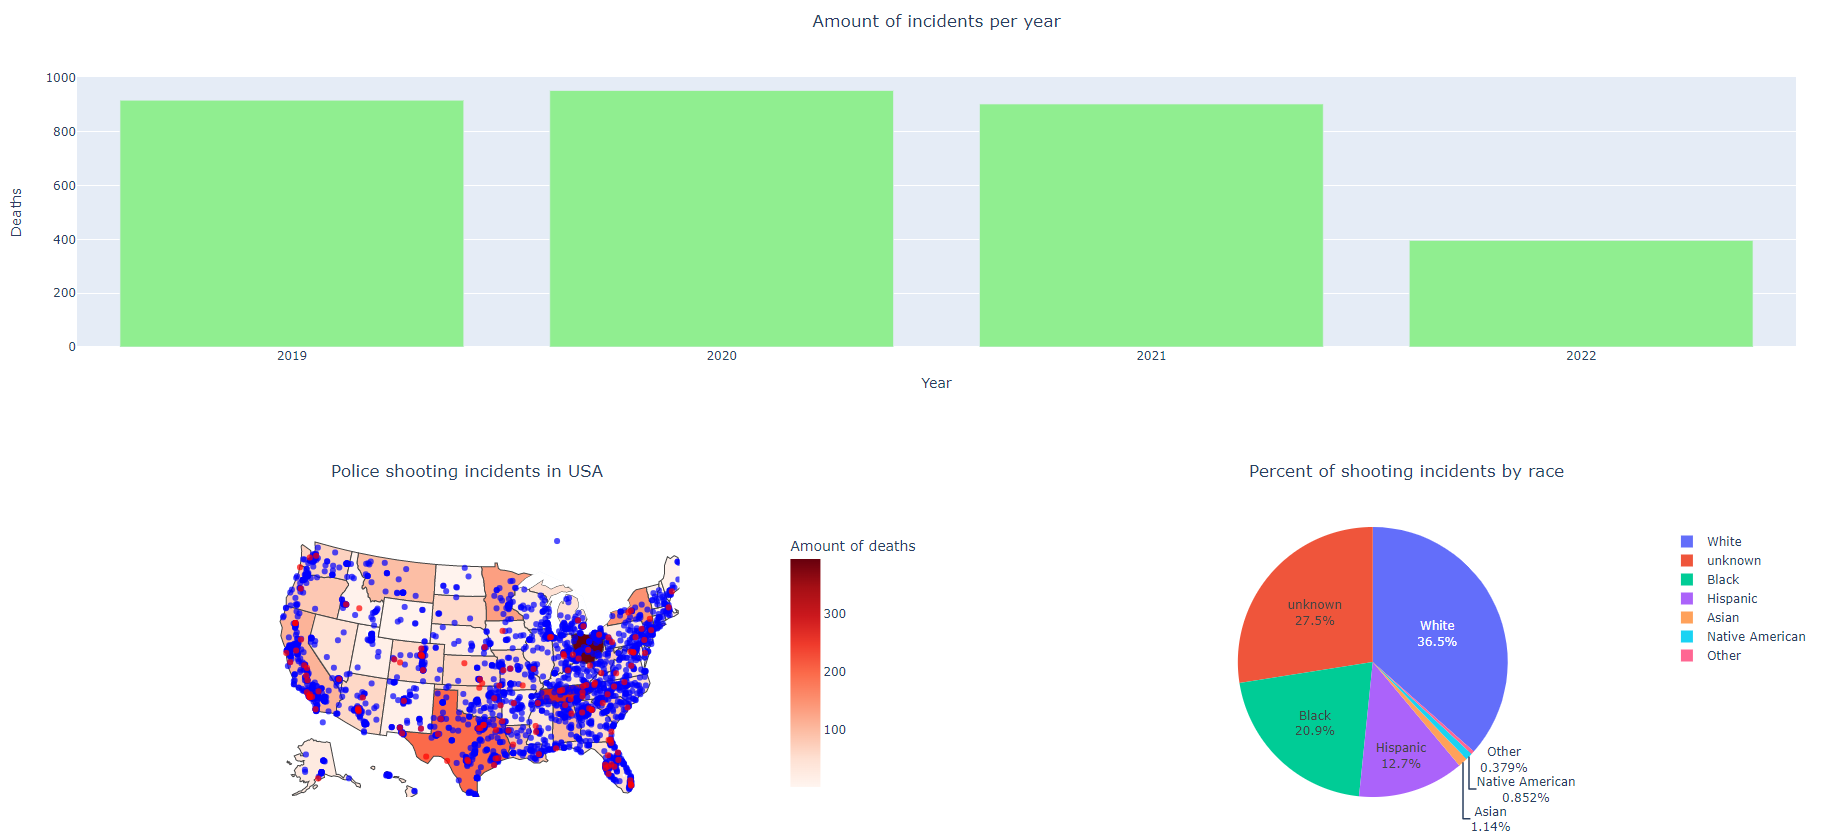 Amount of incidents per year
1000
800
600
400
200
0
Deaths
2019
2020
2021
2022
Year
Police shooting incidents in USA
Amount of deaths
300
200
100
Percent of shooting incidents by race
White
36.5%
unknown
27.5%
Black
20.9%
Hispanic
12.7%
Other
0.379%
Native American
0.852%
Asian
1.14%
White
unknown
Black
Hispanic
Asian
Native American
Other